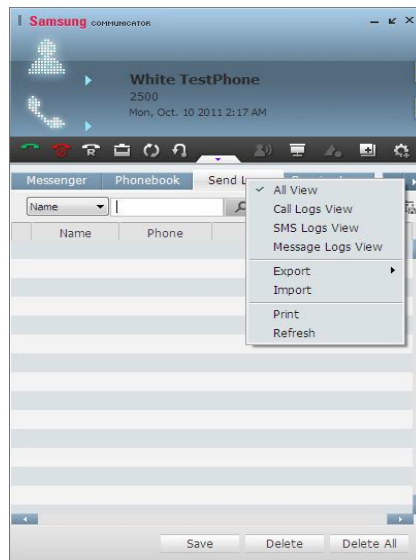 Samsung COMMUNICATOR
White TestPhone
2500
Mon, Oct. 10 2011 2:17 AM
Messenger Phonebook Send L
Name
Name Phone
All View
Call Logs View
SMS Logs View
Message Logs View
Export
Import
Print
Refresh
Save Delete Delete All